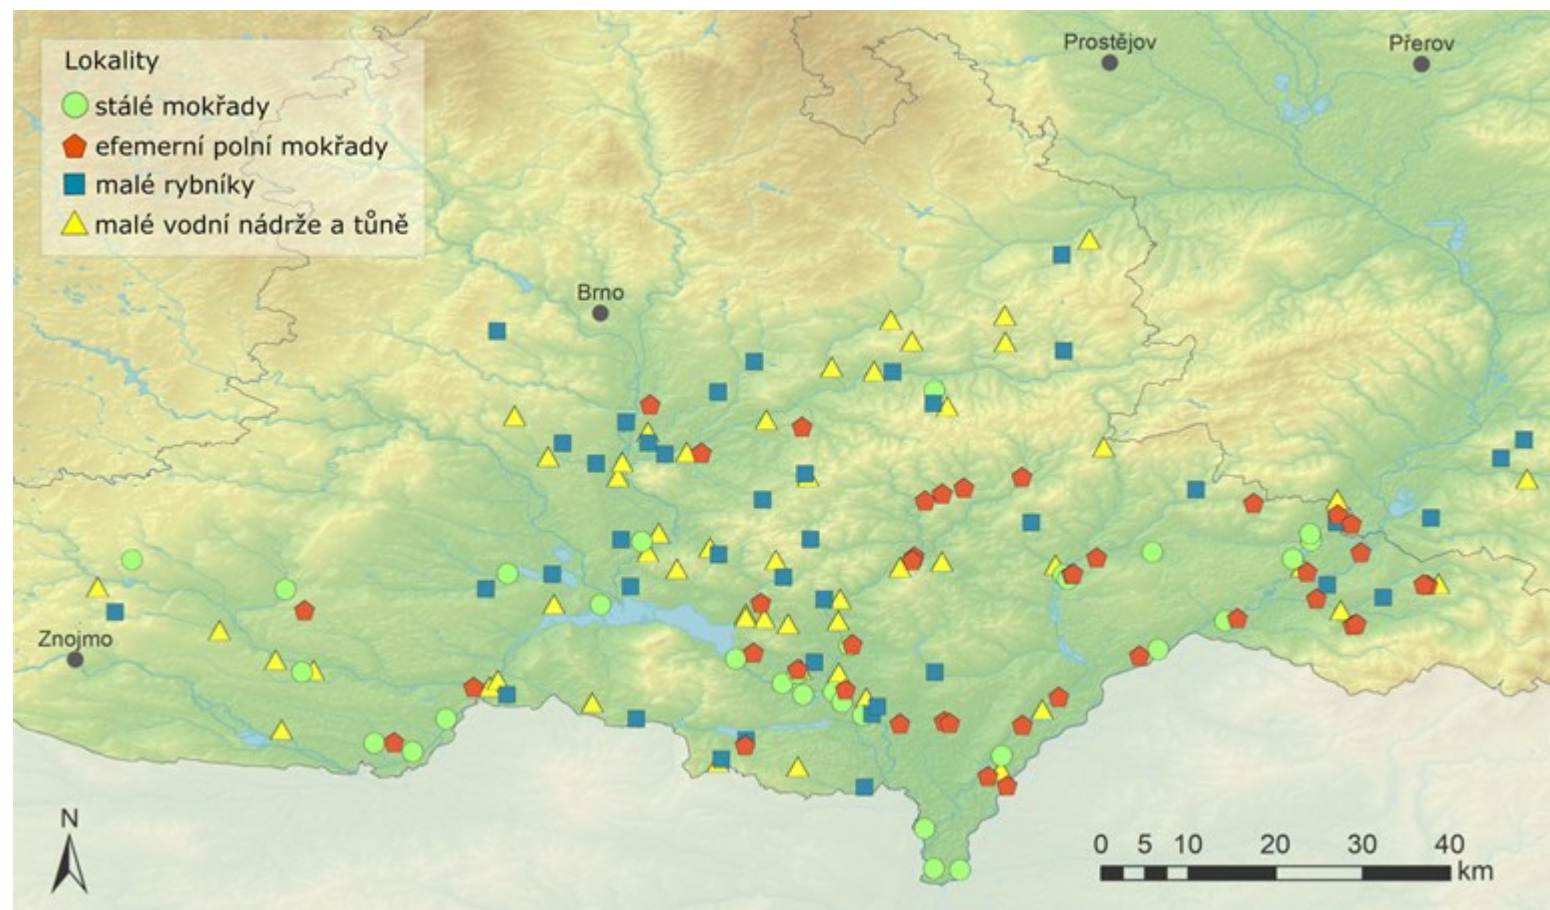 Lokality
stálé mokřady
efemerní polní mokřady
malé rybníky
malé vodní nádrže a tůně
Prostějov
Přerov
Brno
Znojmo
N
0 5 10 20 30 40
km